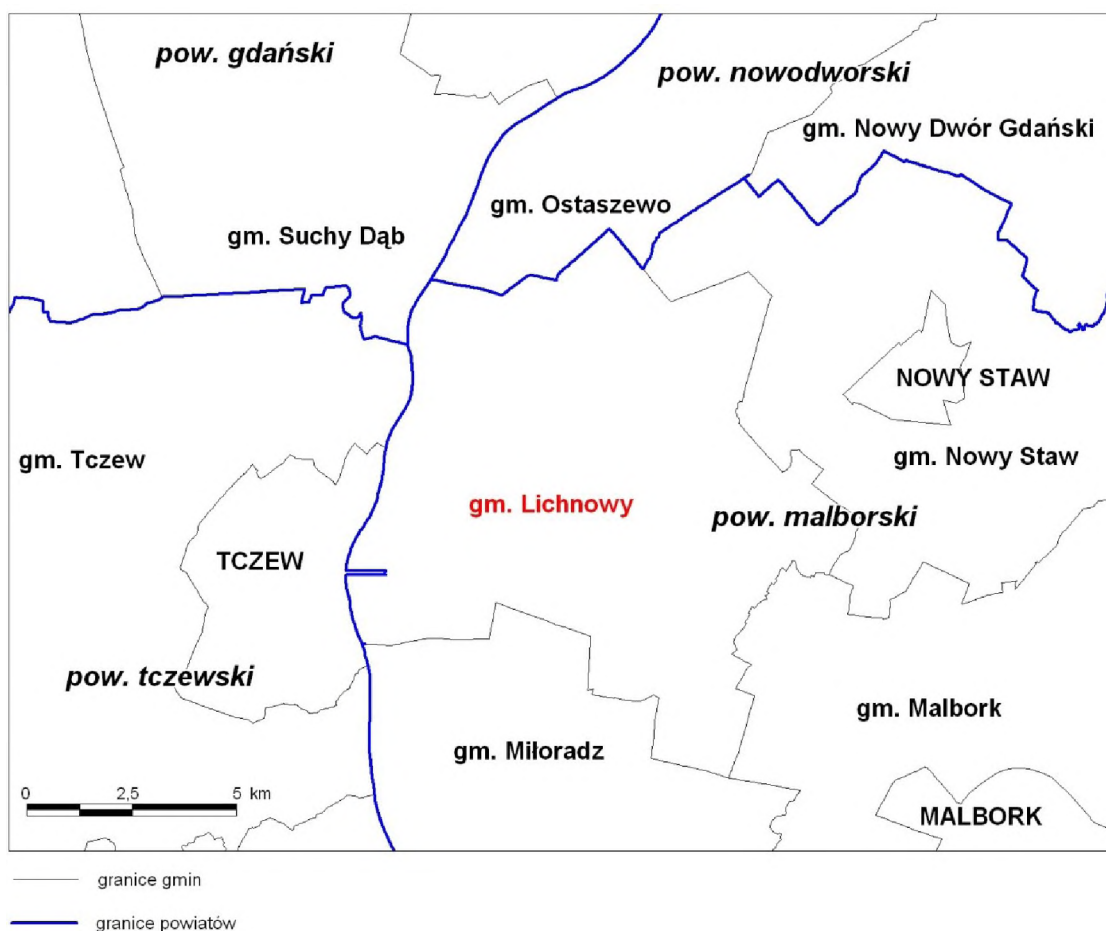 pow. gdański
pow. nowodworski
gm. Nowy Dwór Gdański
gm. Ostaszewo
gm. Suchy Dąb
NOWY STAW
gm. Tczew
gm. Nowy Staw
gm. Lichnowy
pow. malborski
TCZEW
pow. tczewski
gm. Malbork
gm. Miłoradz
0 2,5 5 km
MALBORK
granice gmin
granice powiatów